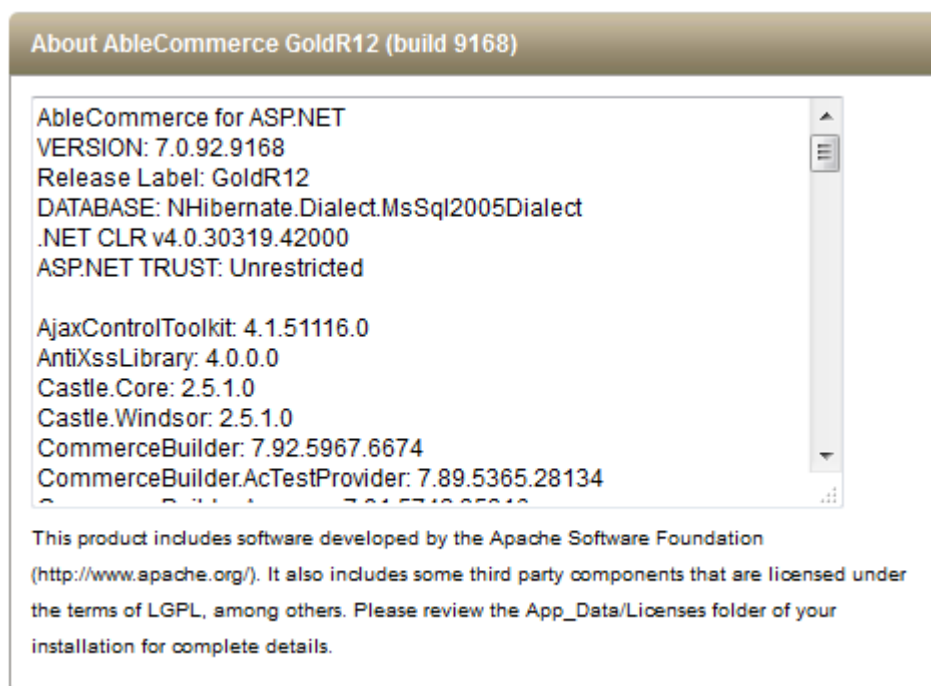 About AbleCommerce GoldR12 (build 9168)
AbleCommerce for ASP.NET
VERSION: 7.0.92.9168
Release Label: GoldR12
DATABASE: NHibernate.Dialect.MsSql2005Dialect
.NET CLR v4.0.30319.42000
ASP.NET TRUST: Unrestricted
AjaxControlToolkit: 4.1.51116.0
AntiXssLibrary: 4.0.0.0
Castle.Core: 2.5.1.0
Castle.Windsor: 2.5.1.0
CommerceBuilder: 7.92.5967.6674
CommerceBuilder.AcTestProvider: 7.89.5365.28134
This product includes software developed by the Apache Software Foundation
(http://www.apache.org/). It also includes some third party components that are licensed under
the terms of LGPL, among others. Please review the App_Data/Licenses folder of your
installation for complete details.